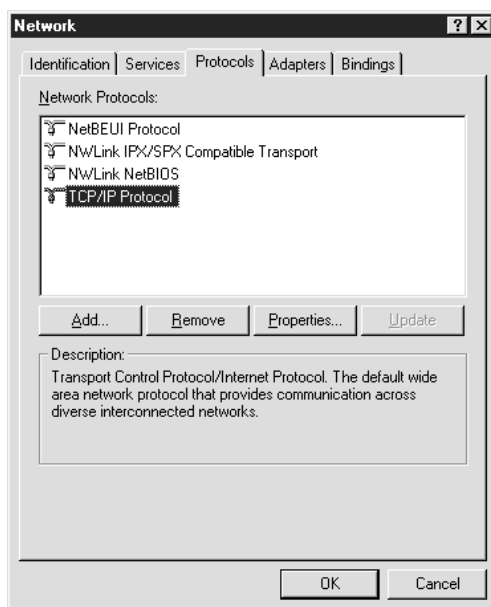 Network
Identification Services Protocols Adapters Bindings
Network Protocols:
NetBEUI Protocol
NWLink IPX/SPX Compatible Transport
NWLink NetBIOS
TCP/IP Protocol
Add... Remove Properties... Update
Description:
Transport Control Protocol/Internet Protocol. The default wide
area network protocol that provides communication across
diverse interconnected networks.
OK Cancel